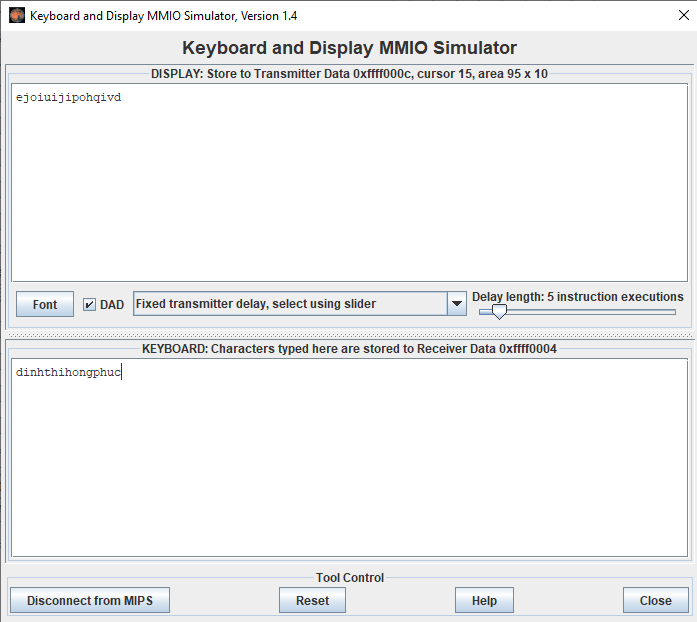 Keyboard and Display MMIO Simulator, Version 1.4
Keyboard and Display MMIO Simulator
DISPLAY: Store to Transmitter Data 0xffff000c, cursor 15, area 95 x 10
ejoiuijipohqivd
Font
DAD
Fixed transmitter delay, select using slider
Delay length: 5 instruction executions
KEYBOARD: Characters typed here are stored to Receiver Data 0xffff0004
dinhthihongphuc
Tool Control
Disconnect from MIPS
Reset
Help
Close